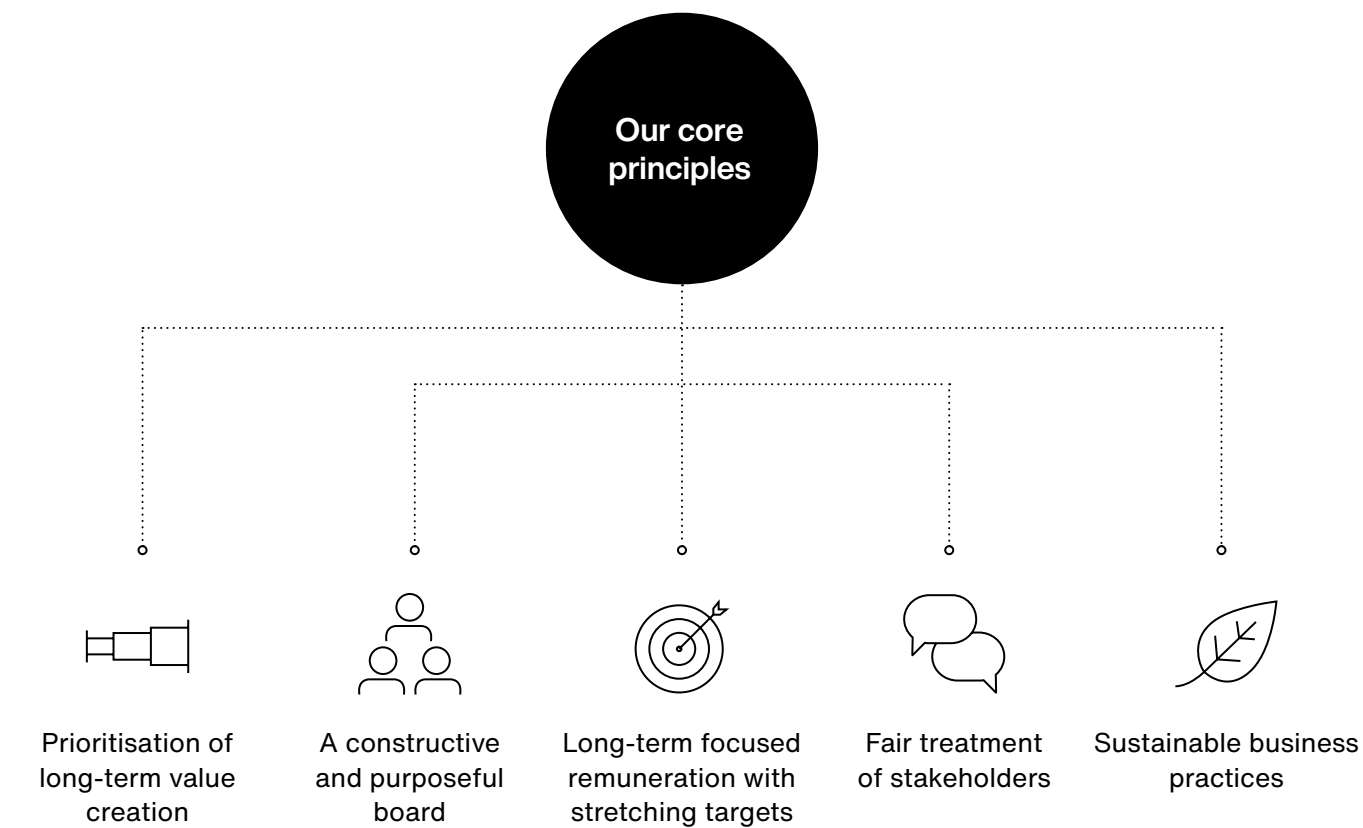 Our core
principles
Prioritisation of
long-term value
creation
A constructive
and purposeful
board
Long-term focused
remuneration with
stretching targets
Fair treatment
of stakeholders
Sustainable business
practices